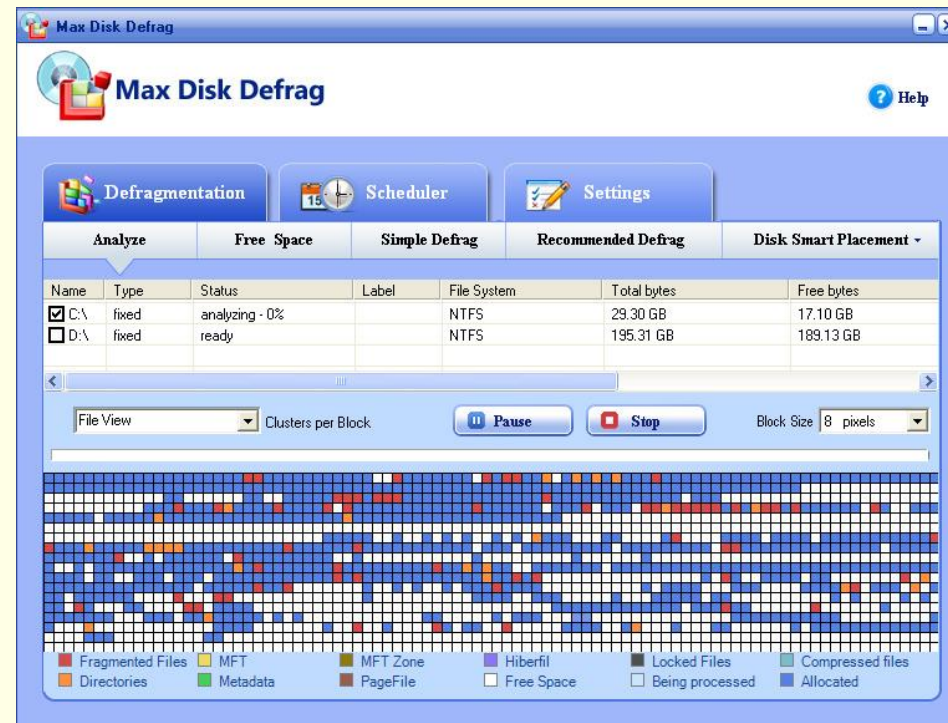 Max Disk Defrag
Max Disk Defrag
Help
Defragmentation 15 Scheduler Settings
Analyze Free Space Simple Defrag Recommended Defrag Disk Smart Placement
Name Type Status Label File System Total bytes Free bytes
C:\ fixed analyzing - 0% NTFS 29.30 GB 17.10 GB
D:\ fixed ready NTFS 195.31 GB 189.13 GB
File View Clusters per Block Pause Stop Block Size 8 pixels
Fragmented Files MFT MFT Zone Hiberfil Locked Files Compressed files
Directories Metadata PageFile Free Space Being processed Allocated